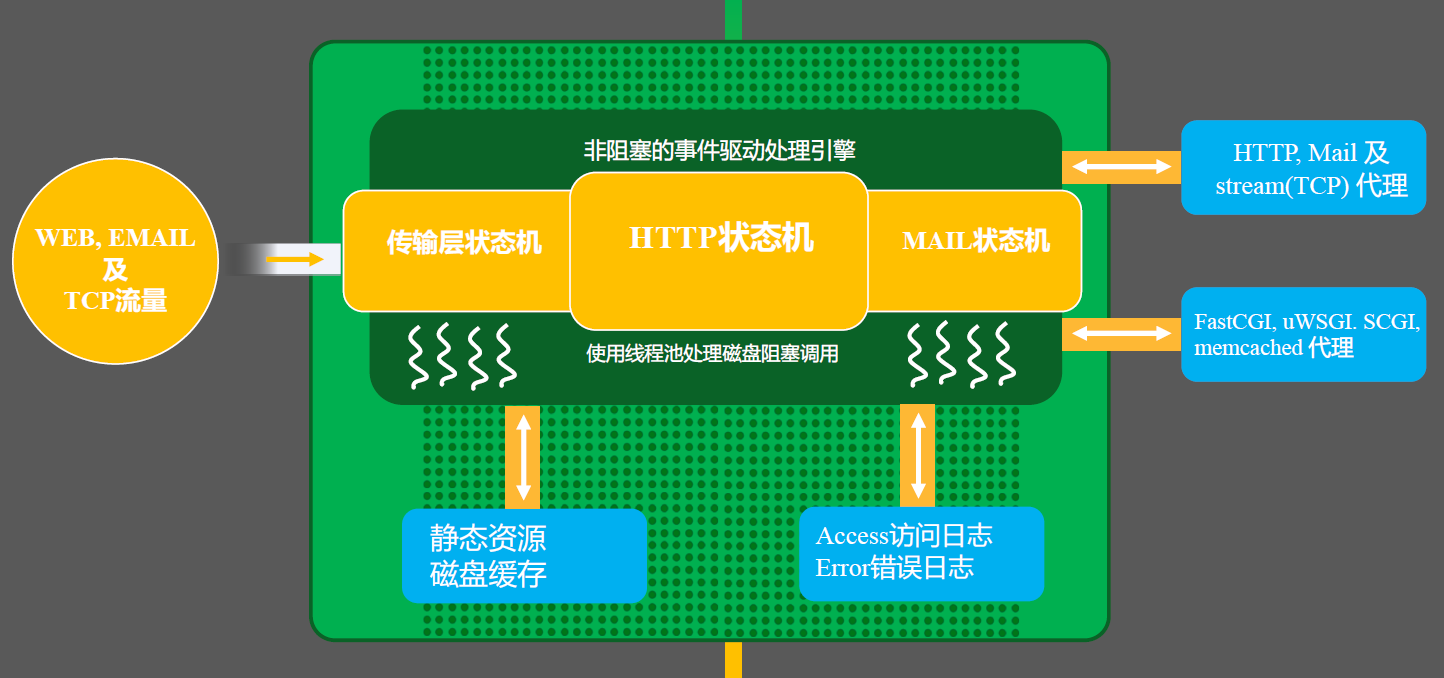 非阻塞的事件驱动处理引擎
WEB, EMAIL
及
TCP流量
传输层状态机
HTTP状态机
MAIL状态机
使用线程池处理磁盘阻塞调用
HTTP, Mail 及
stream(TCP) 代理
FastCGI, uWSGI. SCGI,
memcached 代理
静态资源
磁盘缓存
Access访问日志
Error错误日志